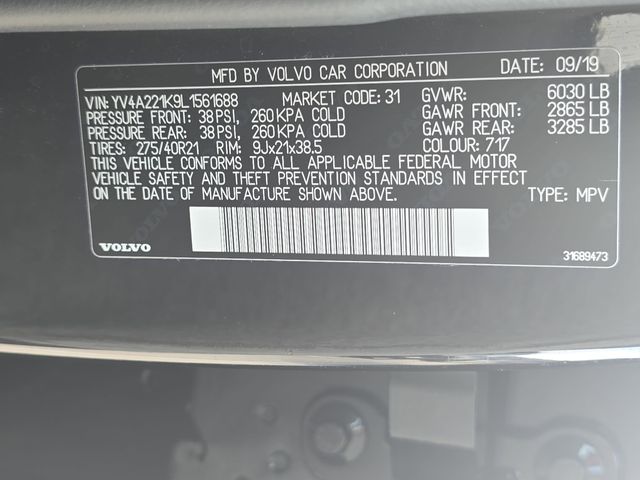 MFD BY VOLVO CAR CORPORATION DATE: 09/19
VIN: YV4A221K9L1561688 MARKET CODE: 31 GVWR: 6030 LB
PRESSURE FRONT: 38 PSI, 260 KPA COLD GAWR FRONT: 2865 LB
PRESSURE REAR: 38 PSI, 260 KPA COLD GAWR REAR: 3285 LB
TIRES: 275/40R21 RIM: 9Jx21x38.5 COLOUR: 717
THIS VEHICLE CONFORMS TO ALL APPLICABLE FEDERAL MOTOR
VEHICLE SAFETY AND THEFT PREVENTION STANDARDS IN EFFECT
ON THE DATE OF MANUFACTURE SHOWN ABOVE. TYPE: MPV
VOLVO 31689473